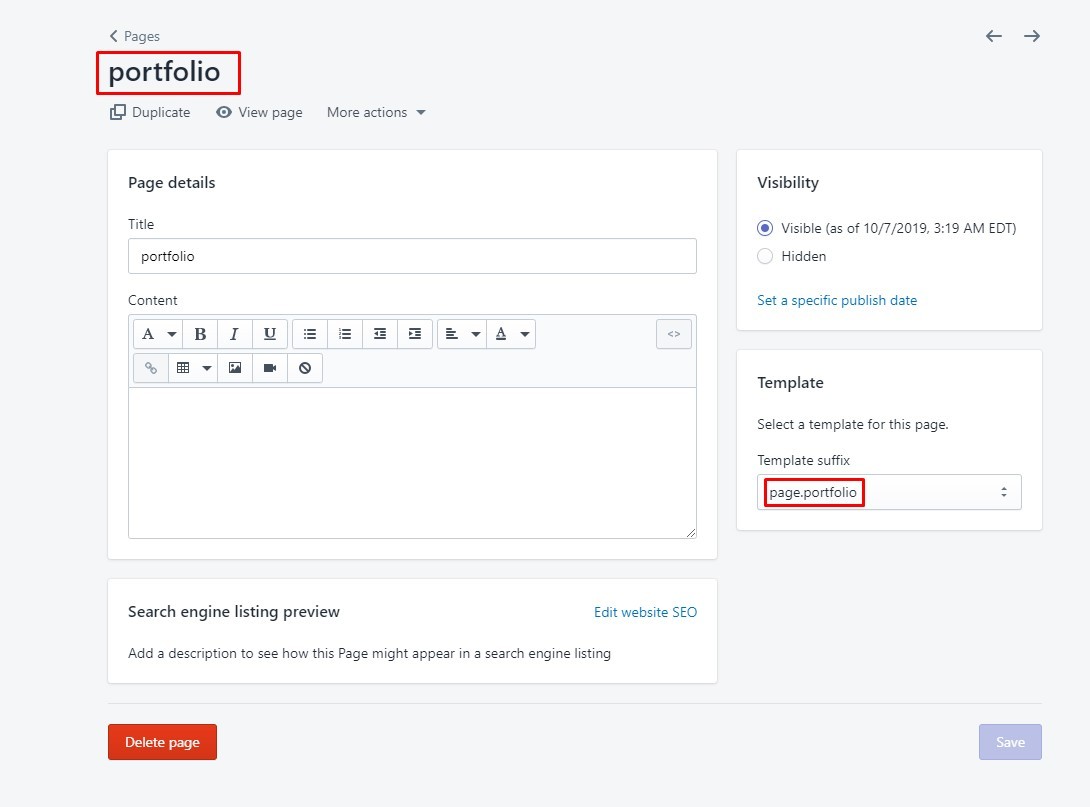 Pages
portfolio
Duplicate View page More actions
Page details
Title
portfolio
Content
A B I U A <>
Visibility
Visible (as of 10/7/2019, 3:19 AM EDT)
Hidden
Set a specific publish date
Template
Select a template for this page.
Template suffix
page.portfolio
Search engine listing preview Edit website SEO
Add a description to see how this Page might appear in a search engine listing
Delete page Save